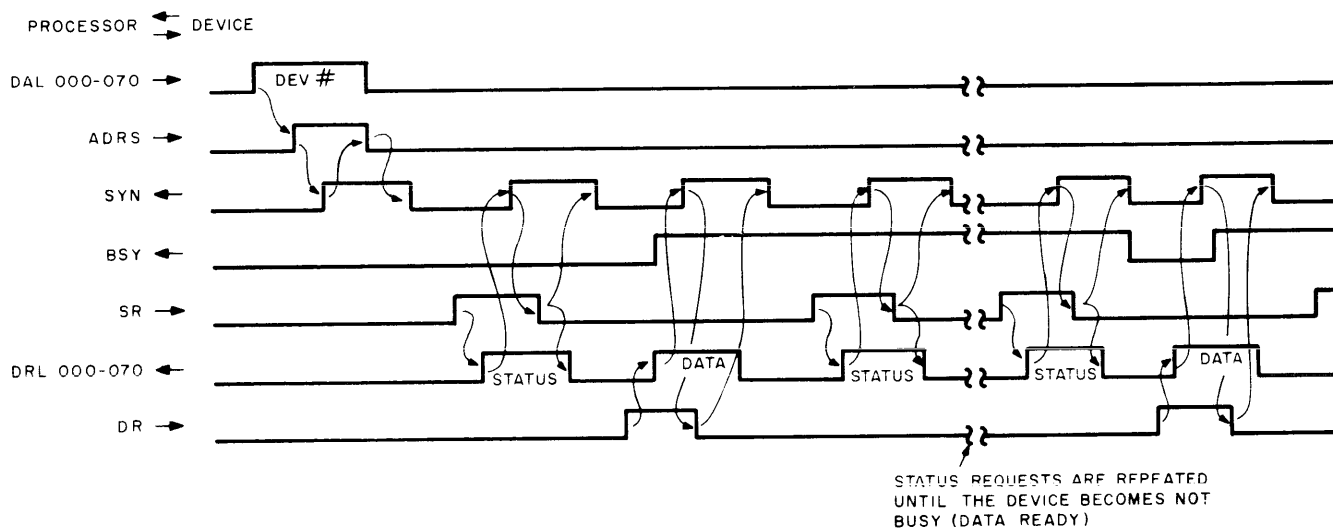 PROCESSOR ← → DEVICE
DAL 000-070 →
DEV #
ADRS →
SYN ←
BSY ←
SR →
DRL 000-070 ←
STATUS
DATA
STATUS
STATUS
DATA
DR →
STATUS REQUESTS ARE REPEATED
UNTIL THE DEVICE BECOMES NOT
BUSY (DATA READY)